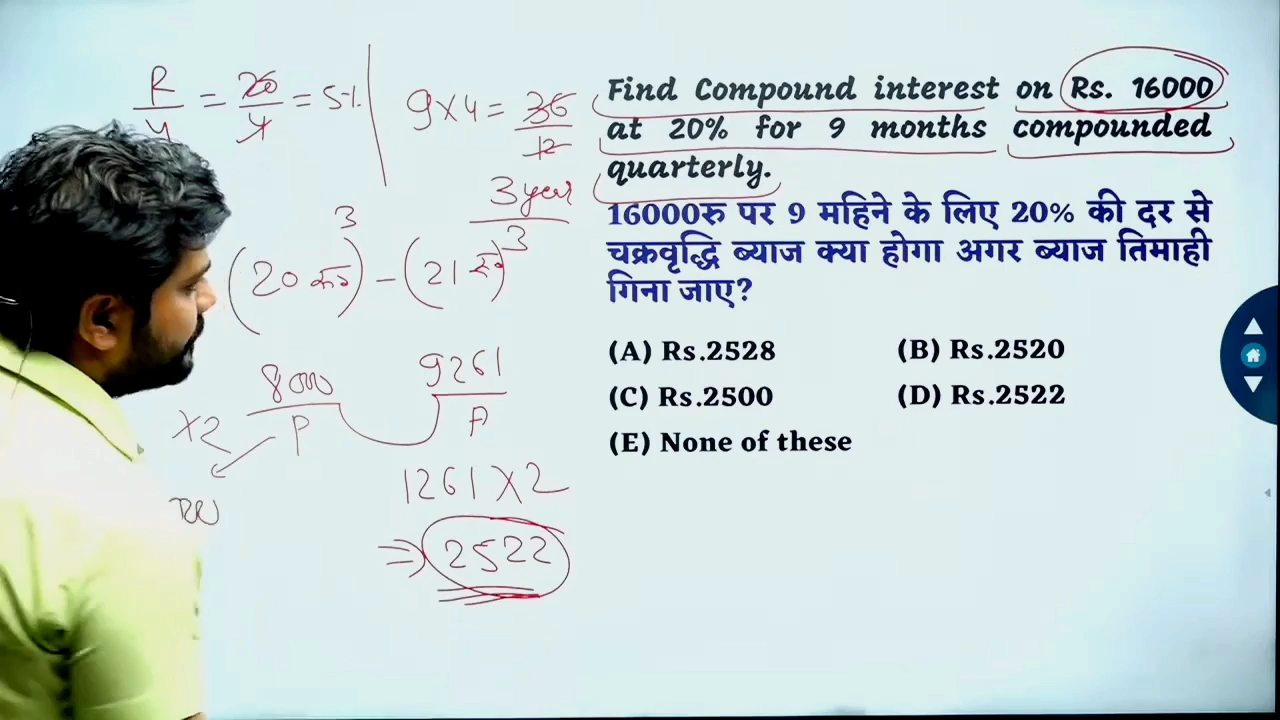 R/4 = 20/4 = 5%
9×4 = 36/12
3 year
(20 )³ - (21 )³
8000 9261
×2 P A
1261×2
⇒ 2522
Find Compound interest on Rs. 16000
at 20% for 9 months compounded
quarterly.
16000रु पर 9 महिने के लिए 20% की दर से
चक्रवृद्धि ब्याज क्या होगा अगर ब्याज तिमाही
गिना जाए?
(A) Rs.2528 (B) Rs.2520
(C) Rs.2500 (D) Rs.2522
(E) None of these